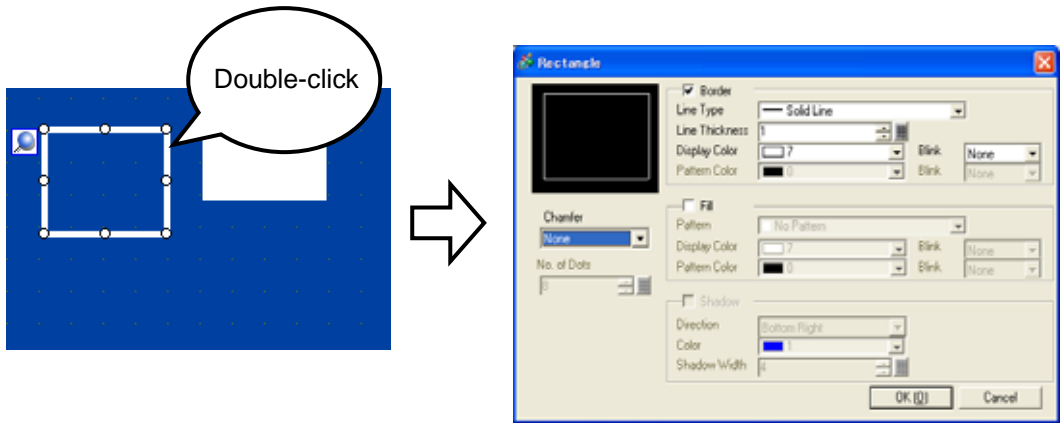 Double-click
Rectangle
Border
Line Type Solid Line
Line Thickness 1
Display Color 7 Blink None
Pattern Color 0 Blink None
Chamfer
None
No. of Dots
8
Fill
Pattern No Pattern
Display Color 7 Blink None
Pattern Color 0 Blink None
Shadow
Direction Bottom Right
Color 1
Shadow Width 4
OK (O) Cancel